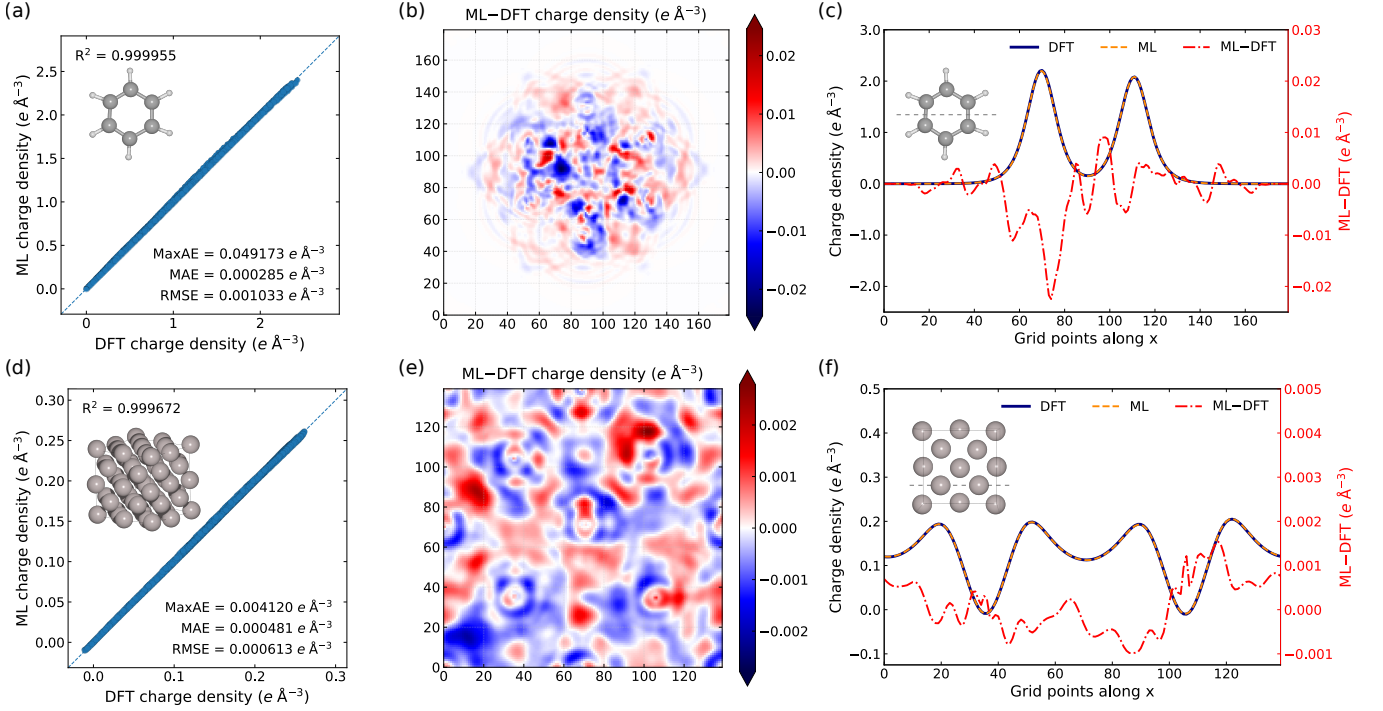 (a)
R² = 0.999955
MaxAE = 0.049173 e Å⁻³
MAE = 0.000285 e Å⁻³
RMSE = 0.001033 e Å⁻³
ML charge density (e Å⁻³)
2.5
2.0
1.5
1.0
0.5
0.0
0
1
2
DFT charge density (e Å⁻³)
(b)
ML−DFT charge density (e Å⁻³)
160
140
120
100
80
60
40
20
0
0 20 40 60 80 100 120 140 160
0.02
0.01
0.00
−0.01
−0.02
(c)
DFT
ML
ML−DFT
Charge density (e Å⁻³)
3.0
2.0
1.0
0.0
−1.0
−2.0
0 20 40 60 80 100 120 140 160
Grid points along x
0.03
0.02
0.01
0.00
−0.01
−0.02
ML−DFT (e Å⁻³)
(d)
R² = 0.999672
MaxAE = 0.004120 e Å⁻³
MAE = 0.000481 e Å⁻³
RMSE = 0.000613 e Å⁻³
ML charge density (e Å⁻³)
0.30
0.25
0.20
0.15
0.10
0.05
0.00
0.0 0.1 0.2 0.3
DFT charge density (e Å⁻³)
(e)
ML−DFT charge density (e Å⁻³)
120
100
80
60
40
20
0
0 20 40 60 80 100 120
0.002
0.001
0.000
−0.001
−0.002
(f)
DFT
ML
ML−DFT
Charge density (e Å⁻³)
0.5
0.4
0.3
0.2
0.1
0.0
−0.1
0 20 40 60 80 100 120
Grid points along x
0.005
0.004
0.003
0.002
0.001
0.000
−0.001
ML−DFT (e Å⁻³)